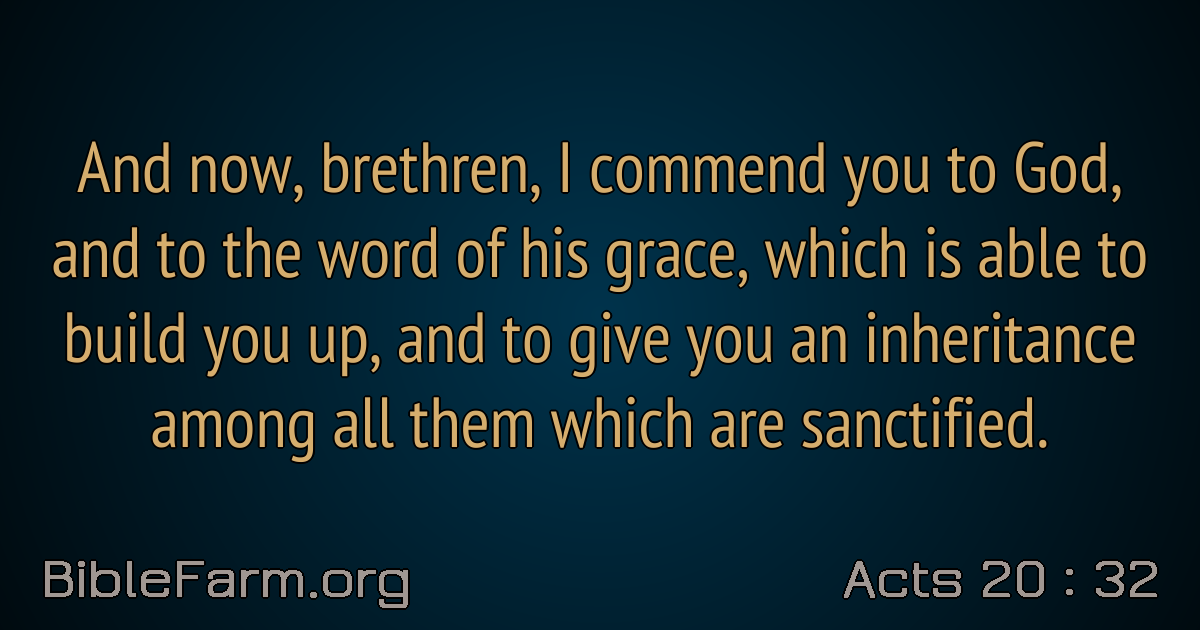 And now, brethren, I commend you to God,
and to the word of his grace, which is able to
build you up, and to give you an inheritance
among all them which are sanctified.
BibleFarm.org
Acts 20 : 32